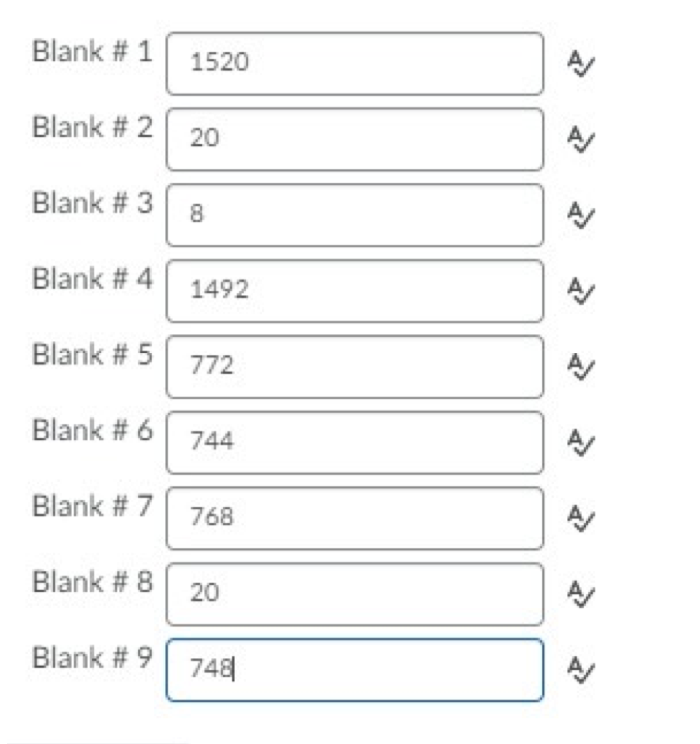 Blank # 1 1520
Blank # 2 20
Blank # 3 8
Blank # 4 1492
Blank # 5 772
Blank # 6 744
Blank # 7 768
Blank # 8 20
Blank # 9 748